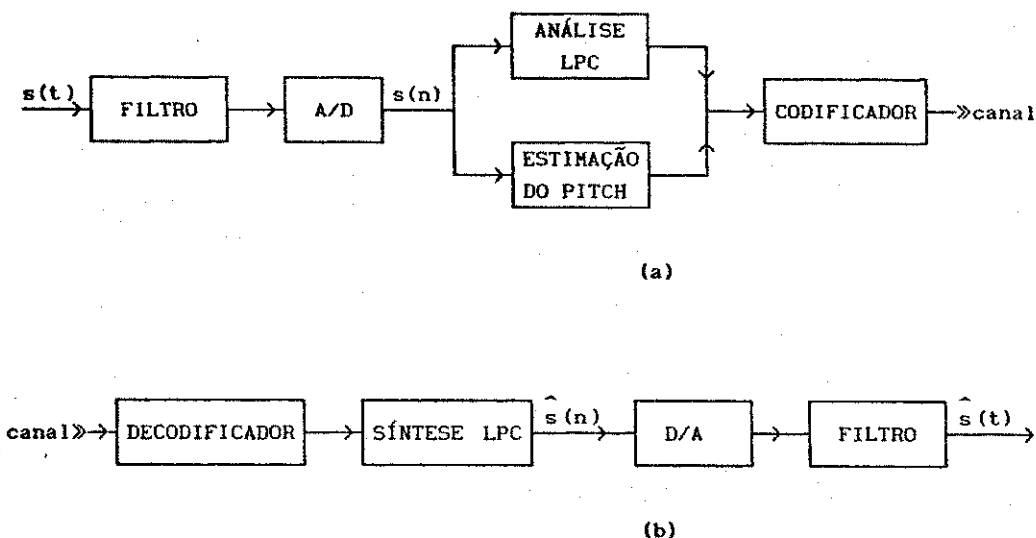 ANÁLISE
LPC
s(t)
FILTRO
A/D
s(n)
CODIFICADOR
canal
ESTIMAÇÃO
DO PITCH
(a)
canal
DECODIFICADOR
SÍNTESE LPC
ŝ(n)
D/A
FILTRO
ŝ(t)
(b)